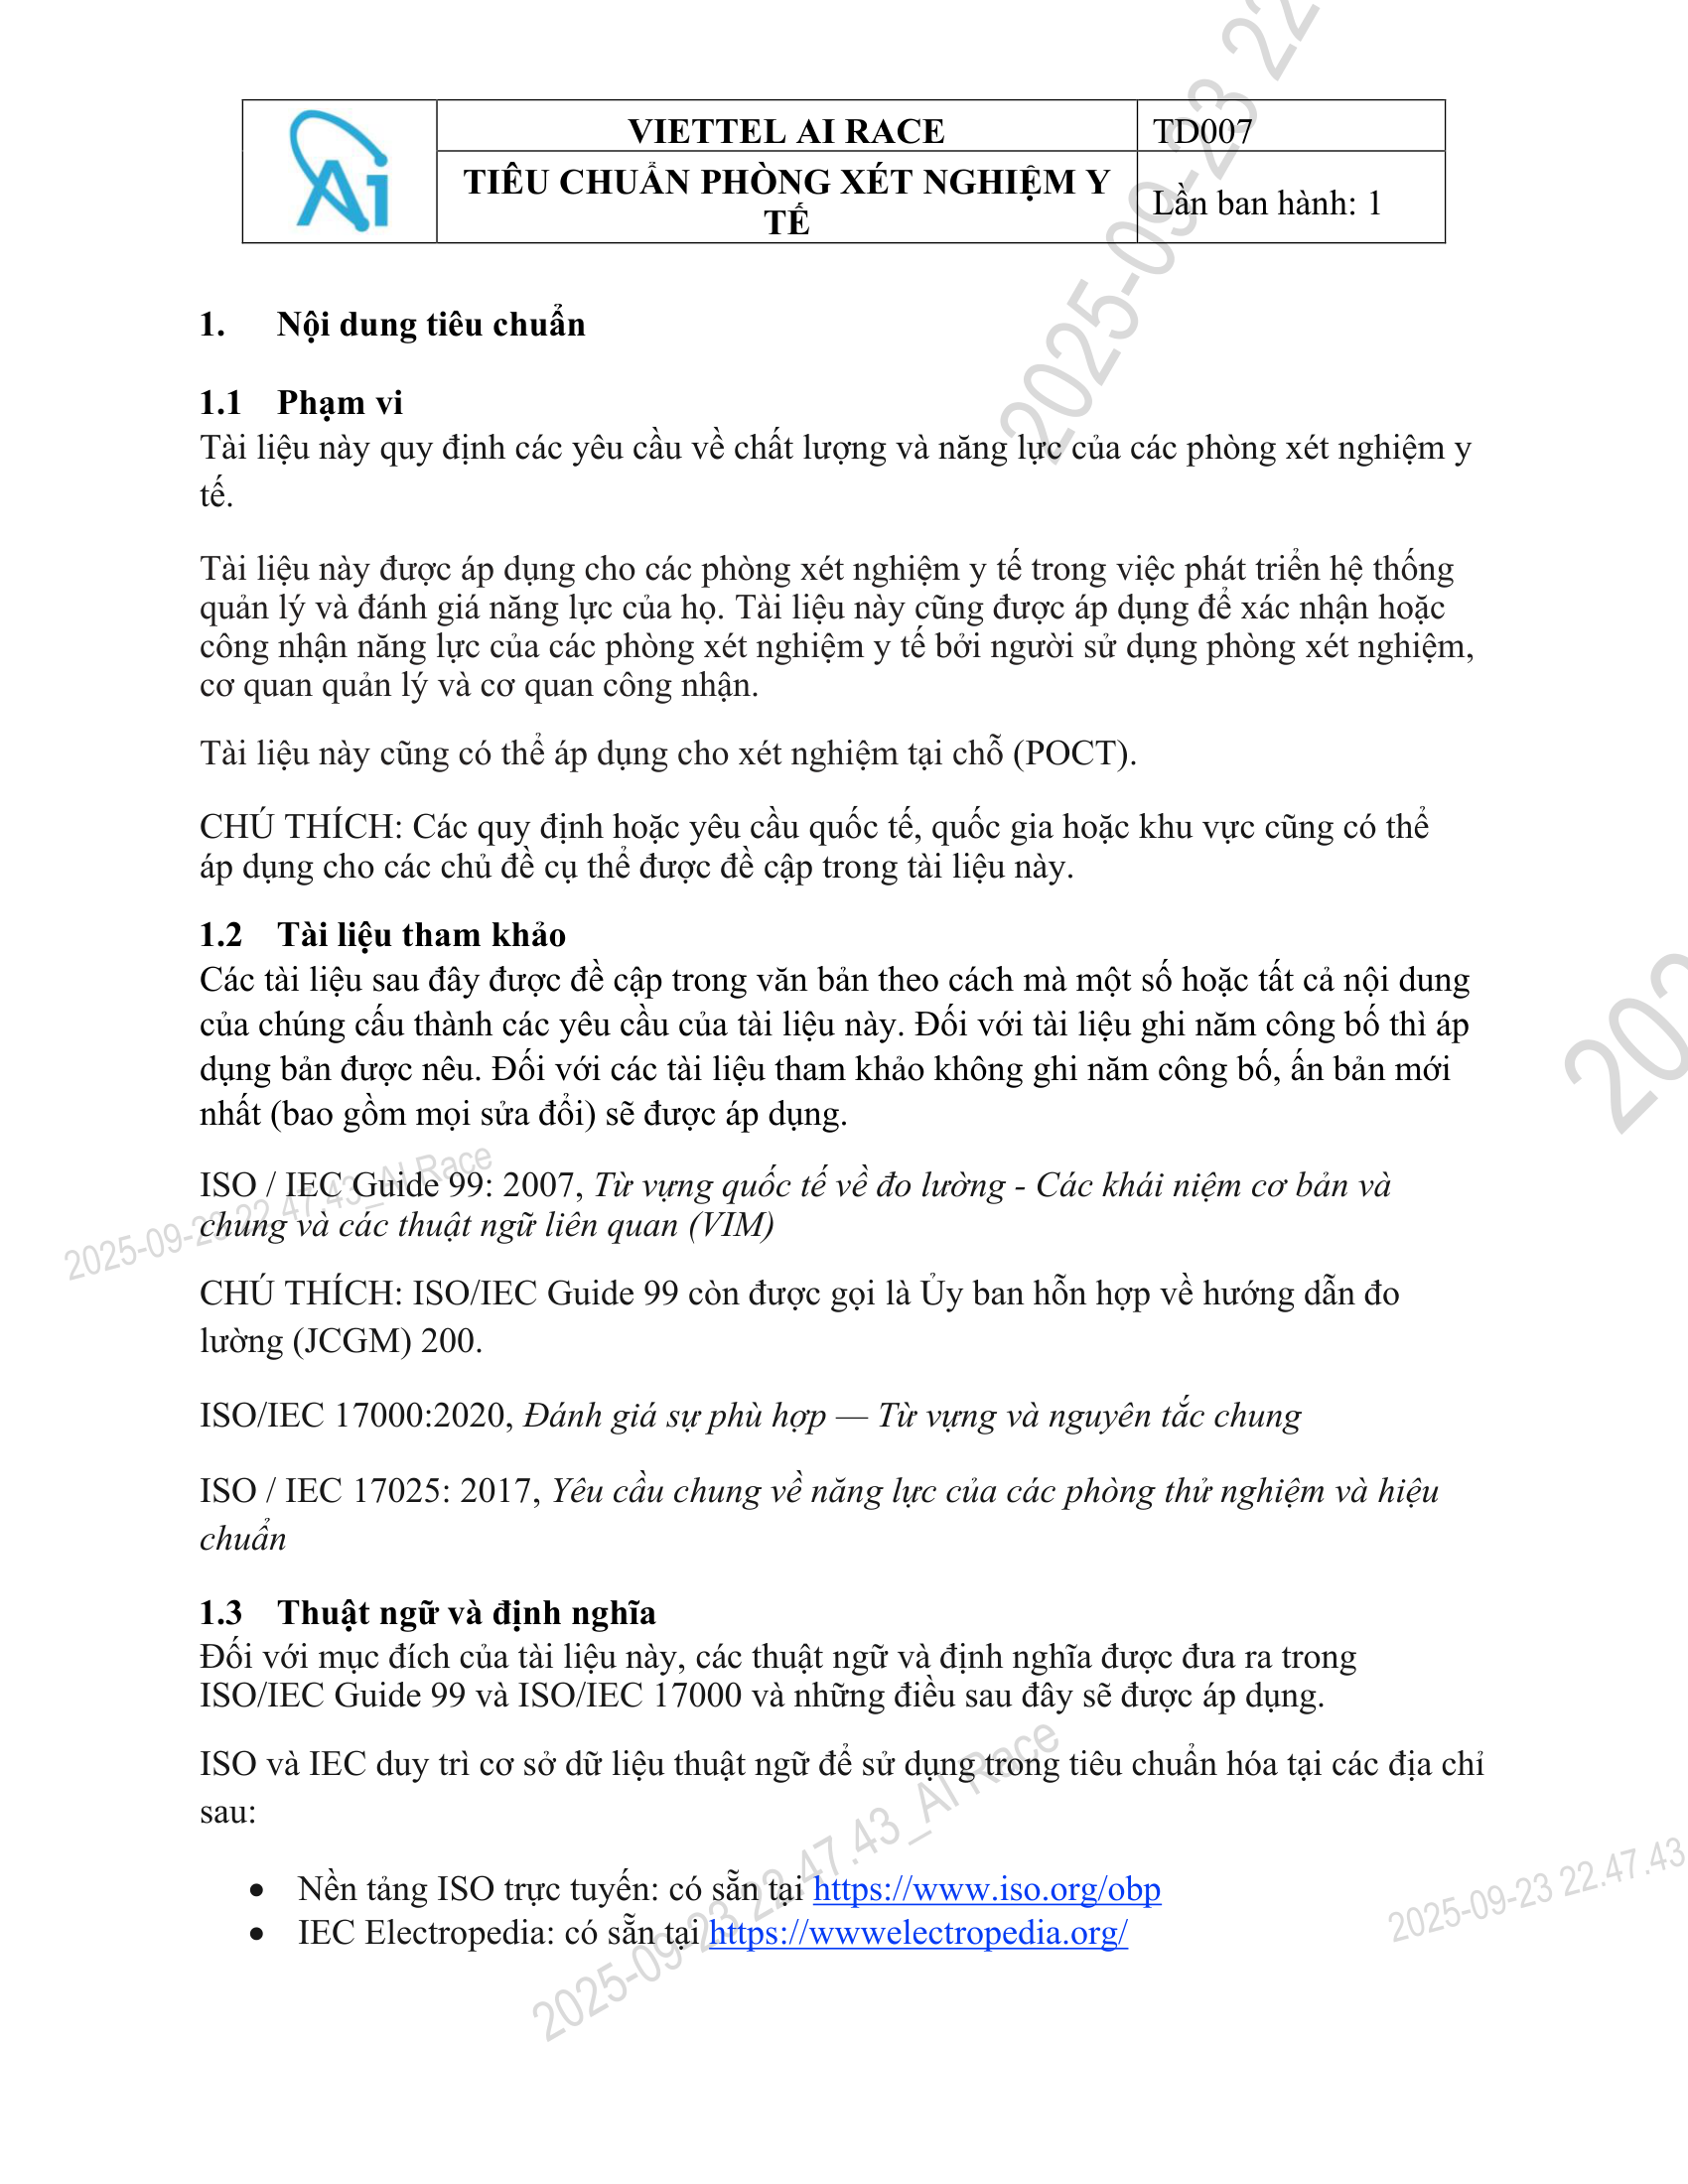 Ai
VIETTEL AI RACE
TD007
TIÊU CHUẨN PHÒNG XÉT NGHIỆM Y
TẾ
Lần ban hành: 1
1. Nội dung tiêu chuẩn
1.1 Phạm vi
Tài liệu này quy định các yêu cầu về chất lượng và năng lực của các phòng xét nghiệm y
tế.
Tài liệu này được áp dụng cho các phòng xét nghiệm y tế trong việc phát triển hệ thống
quản lý và đánh giá năng lực của họ. Tài liệu này cũng được áp dụng để xác nhận hoặc
công nhận năng lực của các phòng xét nghiệm y tế bởi người sử dụng phòng xét nghiệm,
cơ quan quản lý và cơ quan công nhận.
Tài liệu này cũng có thể áp dụng cho xét nghiệm tại chỗ (POCT).
CHÚ THÍCH: Các quy định hoặc yêu cầu quốc tế, quốc gia hoặc khu vực cũng có thể
áp dụng cho các chủ đề cụ thể được đề cập trong tài liệu này.
1.2 Tài liệu tham khảo
Các tài liệu sau đây được đề cập trong văn bản theo cách mà một số hoặc tất cả nội dung
của chúng cấu thành các yêu cầu của tài liệu này. Đối với tài liệu ghi năm công bố thì áp
dụng bản được nêu. Đối với các tài liệu tham khảo không ghi năm công bố, ấn bản mới
nhất (bao gồm mọi sửa đổi) sẽ được áp dụng.
ISO / IEC Guide 99: 2007, Từ vựng quốc tế về đo lường - Các khái niệm cơ bản và
chung và các thuật ngữ liên quan (VIM)
CHÚ THÍCH: ISO/IEC Guide 99 còn được gọi là Ủy ban hỗn hợp về hướng dẫn đo
lường (JCGM) 200.
ISO/IEC 17000:2020, Đánh giá sự phù hợp — Từ vựng và nguyên tắc chung
ISO / IEC 17025: 2017, Yêu cầu chung về năng lực của các phòng thử nghiệm và hiệu
chuẩn
1.3 Thuật ngữ và định nghĩa
Đối với mục đích của tài liệu này, các thuật ngữ và định nghĩa được đưa ra trong
ISO/IEC Guide 99 và ISO/IEC 17000 và những điều sau đây sẽ được áp dụng.
ISO và IEC duy trì cơ sở dữ liệu thuật ngữ để sử dụng trong tiêu chuẩn hóa tại các địa chỉ
sau:
• Nền tảng ISO trực tuyến: có sẵn tại https://www.iso.org/obp
• IEC Electropedia: có sẵn tại https://wwwelectropedia.org/
2025-09-23 22
202
2025-09-23 22.47.43_AI Race
2025-09-23 22.47.43_AI Race
2025-09-23 22.47.43